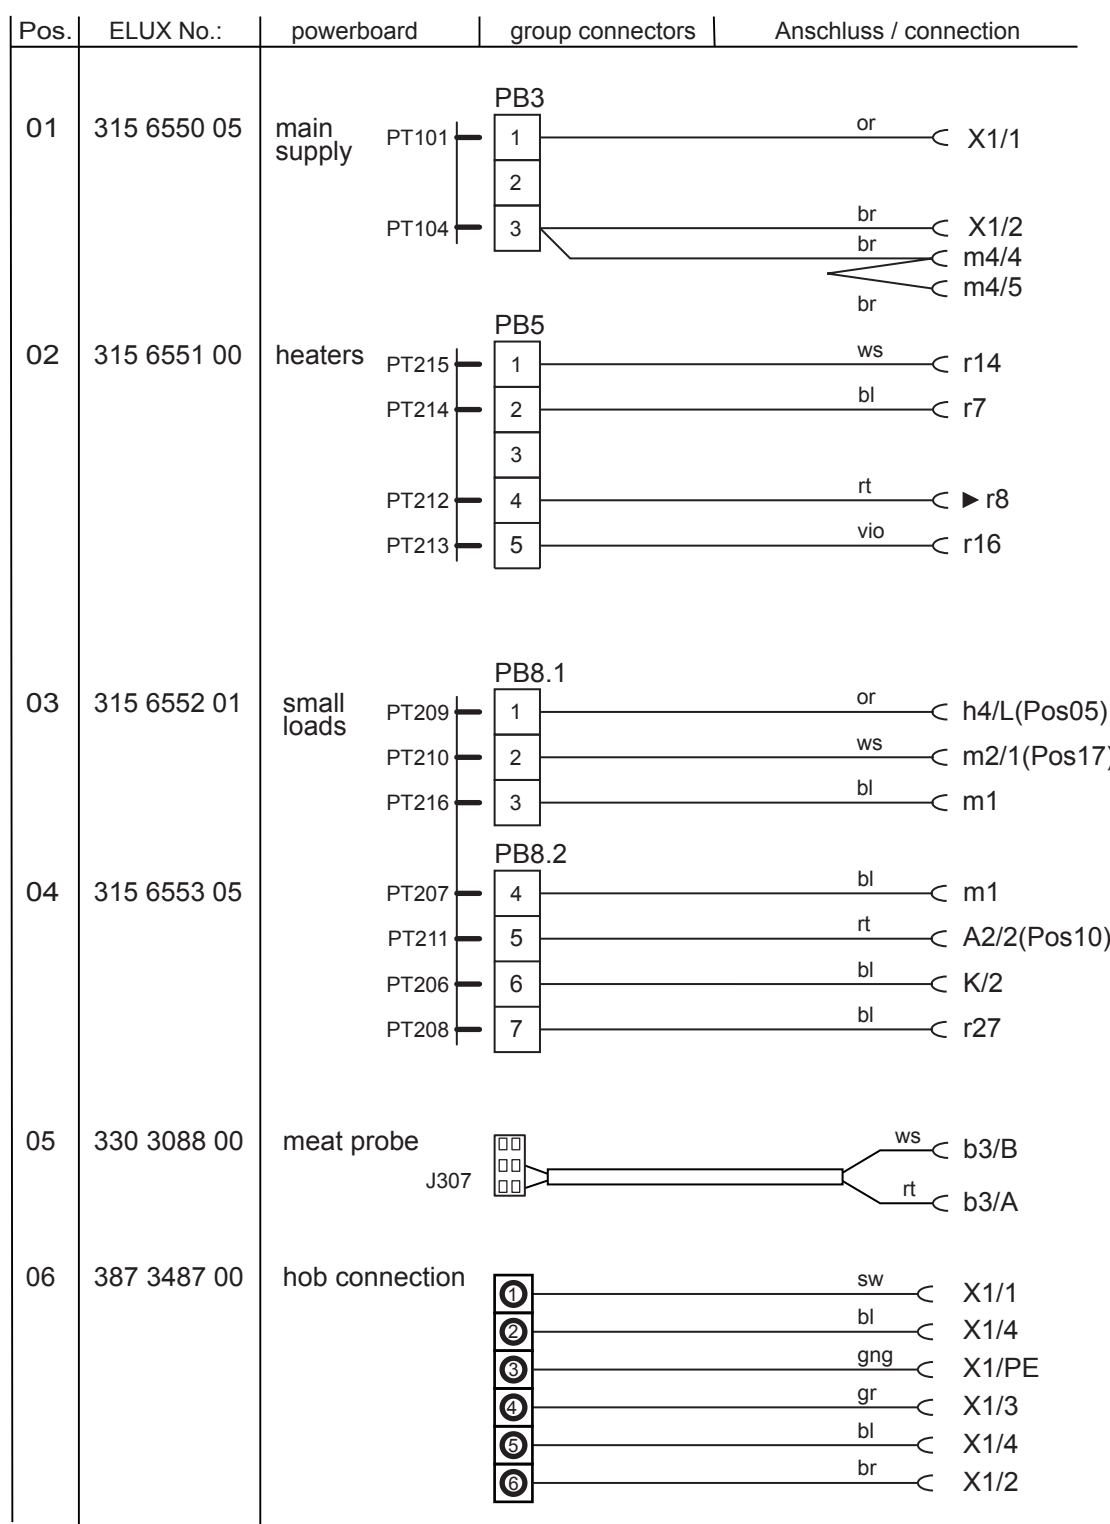 Pos. ELUX No.: powerboard group connectors Anschluss / connection
PB3
01 315 6550 05 main supply PT101 1 or X1/1
2
PT104 3 br X1/2
br m4/4
br m4/5
PB5
02 315 6551 00 heaters PT215 1 ws r14
PT214 2 bl r7
3
PT212 4 rt ►r8
PT213 5 vio r16
PB8.1
03 315 6552 01 small loads PT209 1 or h4/L(Pos05)
PT210 2 ws m2/1(Pos17)
PT216 3 bl m1
PB8.2
04 315 6553 05 PT207 4 bl m1
PT211 5 rt A2/2(Pos10)
PT206 6 bl K/2
PT208 7 bl r27
05 330 3088 00 meat probe ws b3/B
J307 rt b3/A
06 387 3487 00 hob connection
1 sw X1/1
2 bl X1/4
3 gng X1/PE
4 gr X1/3
5 bl X1/4
6 br X1/2